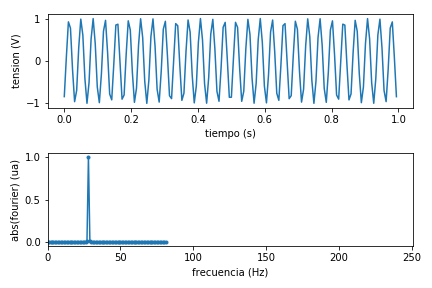 tension (V)
1
0
−1
0.0 0.2 0.4 0.6 0.8 1.0
tiempo (s)
abs(fourier) (ua)
1.0
0.5
0.0
0 50 100 150 200 250
frecuencia (Hz)